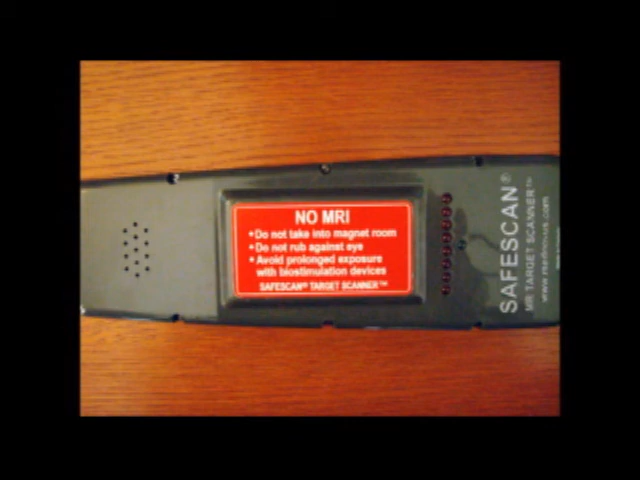 NO MRI
• Do not take into magnet room
• Do not rub against eye
• Avoid prolonged exposure
with biostimulation devices
SAFESCAN® TARGET SCANNER™
SAFESCAN®
MR TARGET SCANNER™